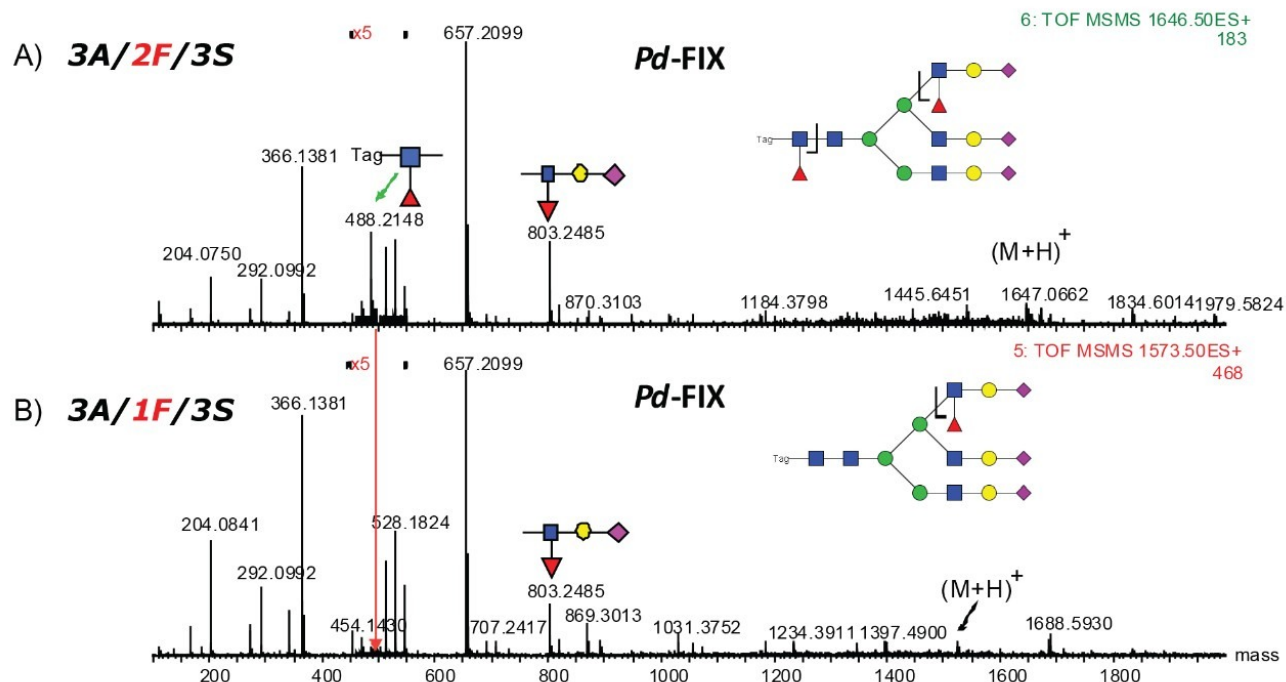 A) 3A/2F/3S
x5
657.2099
Pd-FIX
6: TOF MSMS 1646.50ES+
183
366.1381
Tag
488.2148
204.0750
292.0992
803.2485
870.3103
1184.3798
1445.6451
(M+H)+
1647.0662
1834.6014
1979.5824
Tag
B) 3A/1F/3S
x5
657.2099
Pd-FIX
5: TOF MSMS 1573.50ES+
468
366.1381
204.0841
292.0992
454.1430
528.1824
707.2417
803.2485
869.3013
1031.3752
1234.3911
1397.4900
(M+H)+
1688.5930
Tag
200 400 600 800 1000 1200 1400 1600 1800 mass